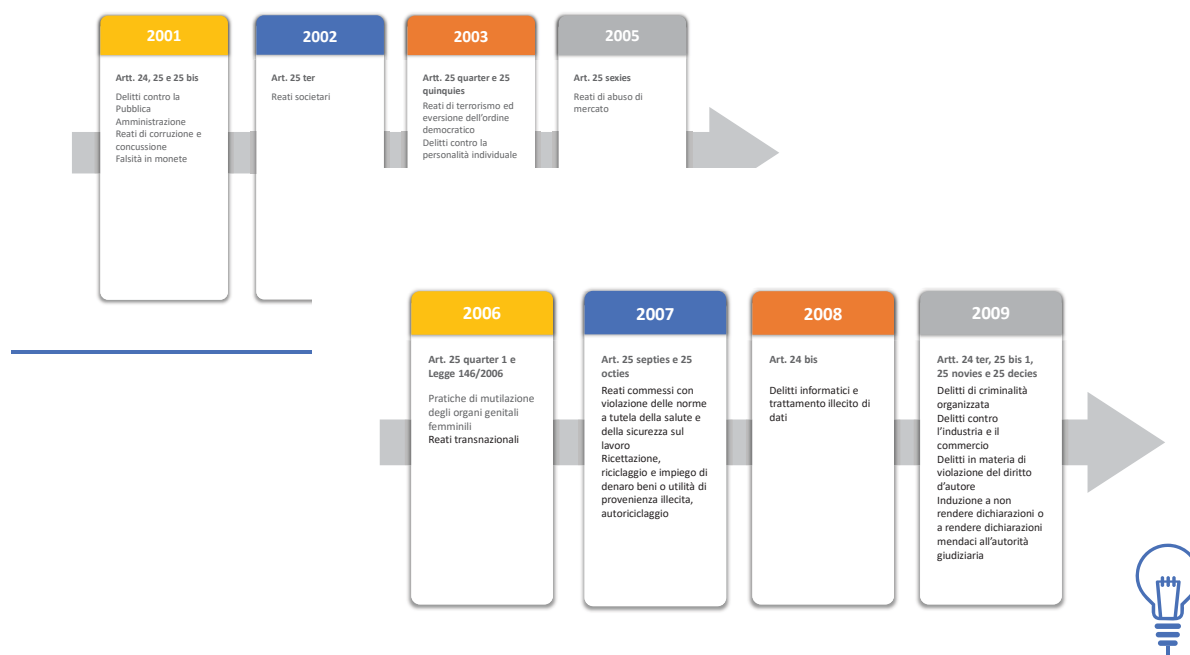 2001
Artt. 24, 25 e 25 bis
Delitti contro la
Pubblica
Amministrazione
Reati di corruzione e
concussione
Falsità in monete
2002
Art. 25 ter
Reati societari
2003
Artt. 25 quarter e 25
quinquies
Reati di terrorismo ed
eversione dell'ordine
democratico
Delitti contro la
personalità individuale
2005
Art. 25 sexies
Reati di abuso di
mercato
2006
Art. 25 quarter 1 e
Legge 146/2006
Pratiche di mutilazione
degli organi genitali
femminili
Reati transnazionali
2007
Art. 25 septies e 25
octies
Reati commessi con
violazione delle norme
a tutela della salute e
della sicurezza sul
lavoro
Ricettazione,
riciclaggio e impiego di
denaro beni o utilità di
provenienza illecita,
autoriciclaggio
2008
Art. 24 bis
Delitti informatici e
trattamento illecito di
dati
2009
Artt. 24 ter, 25 bis 1,
25 novies e 25 decies
Delitti di criminalità
organizzata
Delitti contro
l'industria e il
commercio
Delitti in materia di
violazione del diritto
d'autore
Induzione a non
rendere dichiarazioni o
a rendere dichiarazioni
mendaci all'autorità
giudiziaria